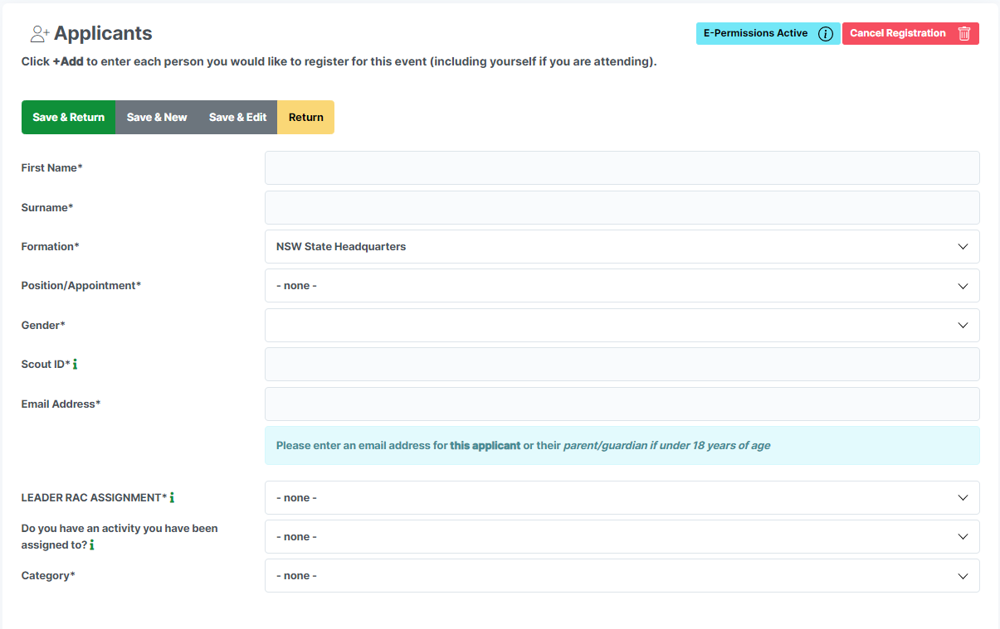 Applicants
E-Permissions Active
Cancel Registration
Click +Add to enter each person you would like to register for this event (including yourself if you are attending).
Save & Return
Save & New
Save & Edit
Return
First Name*
Surname*
Formation*
NSW State Headquarters
Position/Appointment*
- none -
Gender*
Scout ID*
Email Address*
Please enter an email address for this applicant or their parent/guardian if under 18 years of age
LEADER RAC ASSIGNMENT*
- none -
Do you have an activity you have been
assigned to?
- none -
Category*
- none -